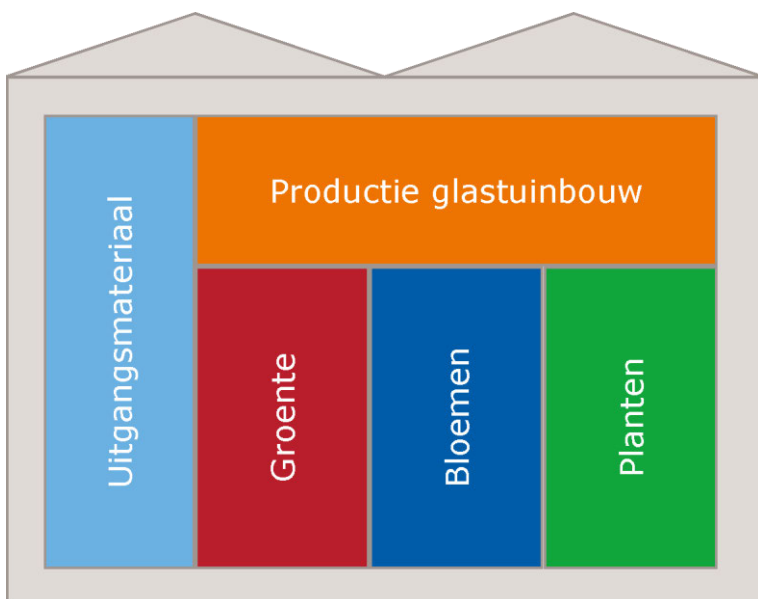 Uitgangsmateriaal
Productie glastuinbouw
Groente
Bloemen
Planten